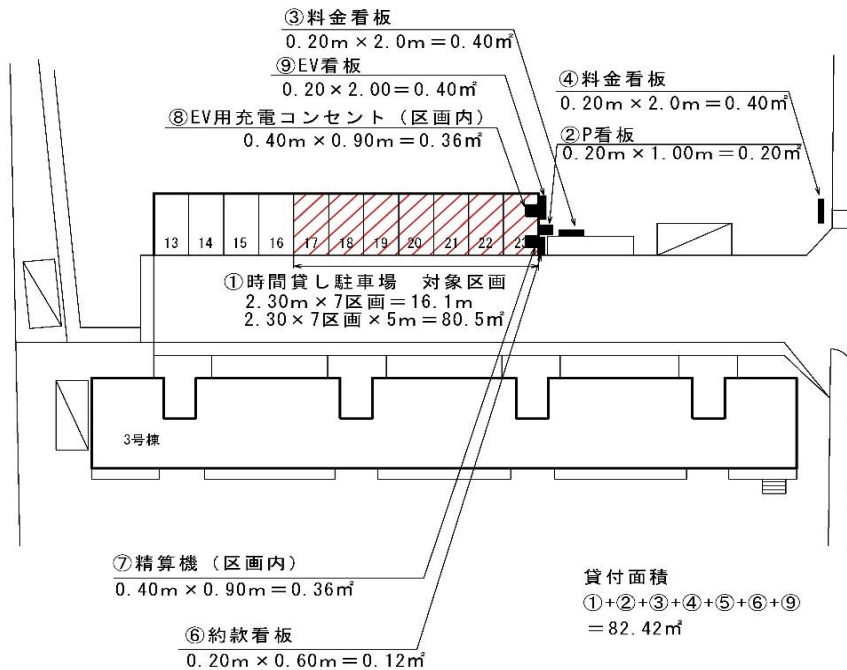 ③料金看板
0.20m×2.0m=0.40㎡
⑨EV看板
0.20×2.00=0.40㎡
④料金看板
0.20m×2.0m=0.40㎡
⑧EV用充電コンセント（区画内）
0.40m×0.90m=0.36㎡
②P看板
0.20m×1.00m=0.20㎡
13 14 15 16 17 18 19 20 21 22 23
①時間貸し駐車場　対象区画
2.30m×7区画=16.1m
2.30×7区画×5m=80.5㎡
3号棟
⑦精算機（区画内）
0.40m×0.90m=0.36㎡
貸付面積
①+②+③+④+⑤+⑥+⑨
=82.42㎡
⑥約款看板
0.20m×0.60m=0.12㎡